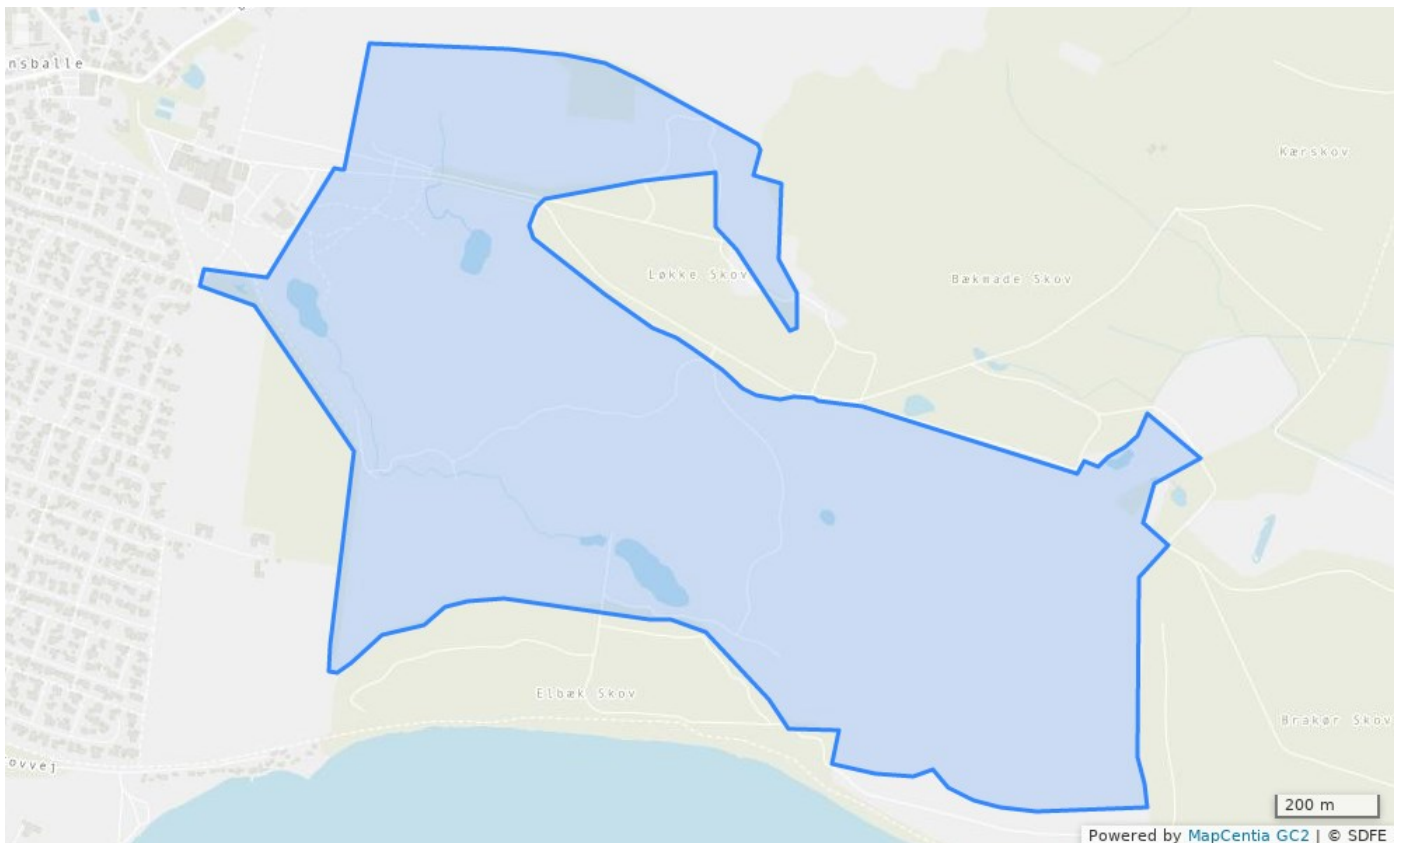 nsballe
Kærskov
Løkke Skov
Bækmade Skov
Elbæk Skov
Brakør Skov
ovvej
200 m
Powered by MapCentia GC2 | © SDFE